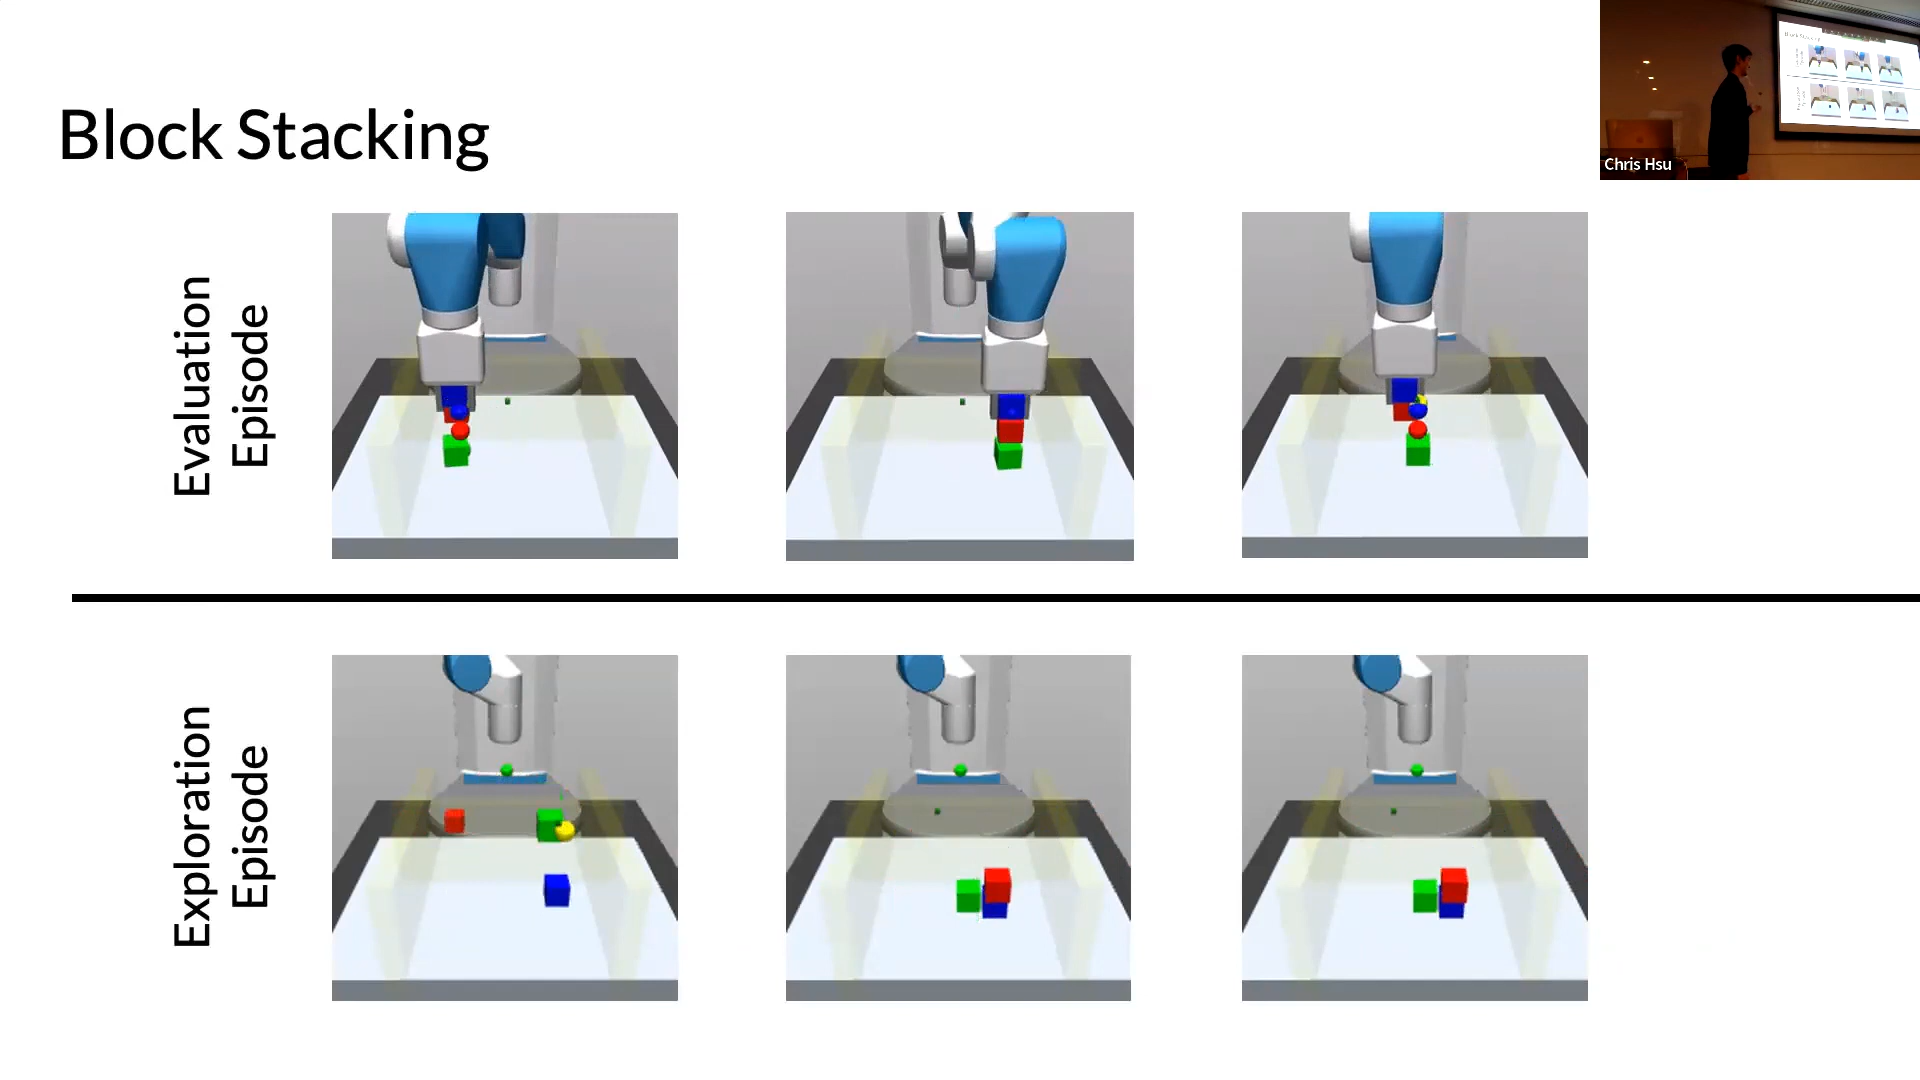 Block Stacking
Chris Hsu
Evaluation
Episode
Exploration
Episode